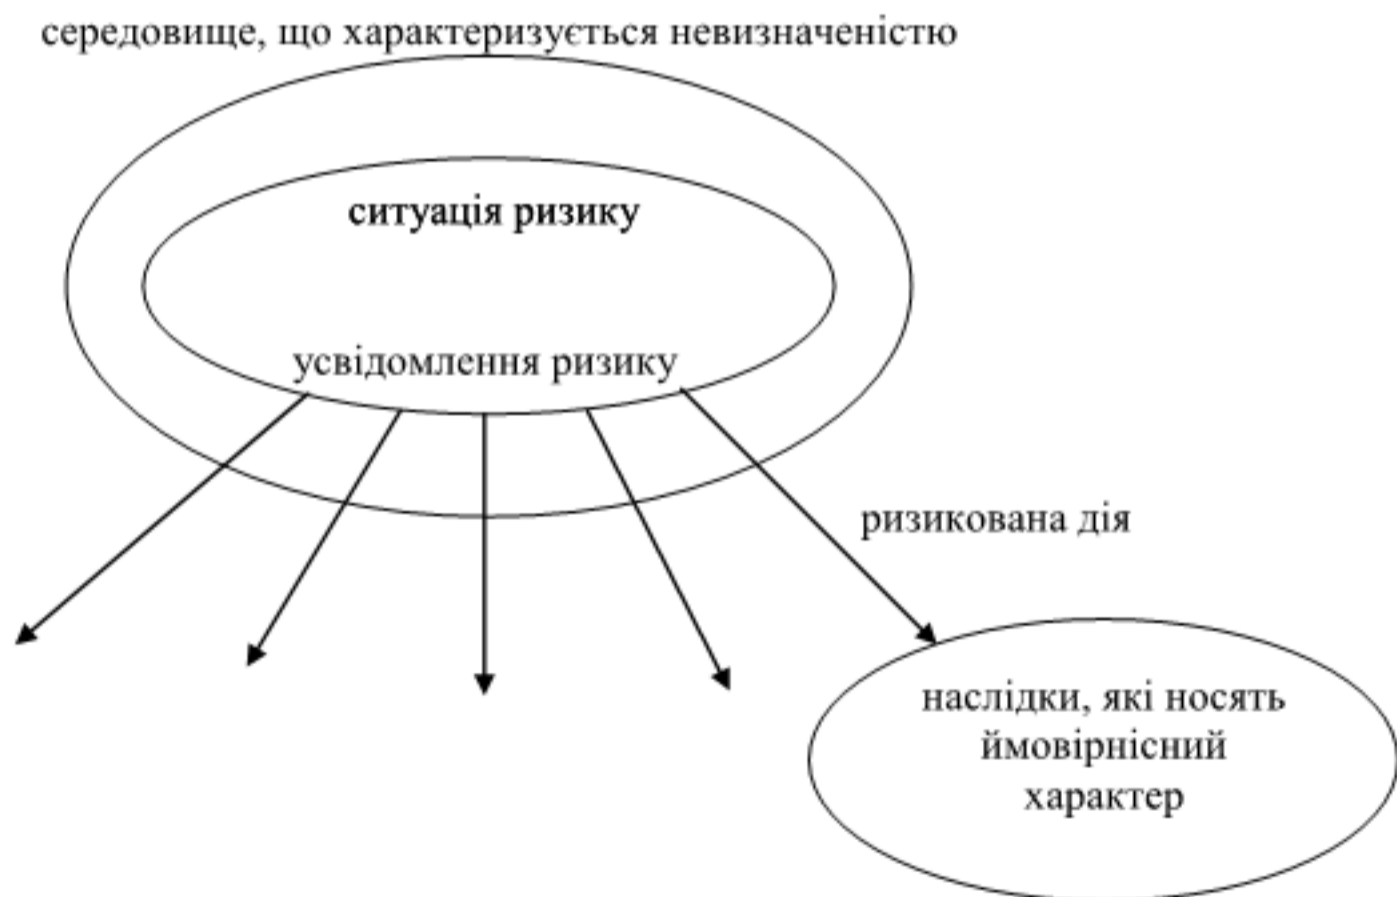 середовище, що характеризується невизначеністю
ситуація ризику
усвідомлення ризику
ризикована дія
наслідки, які носять
ймовірнісний
характер